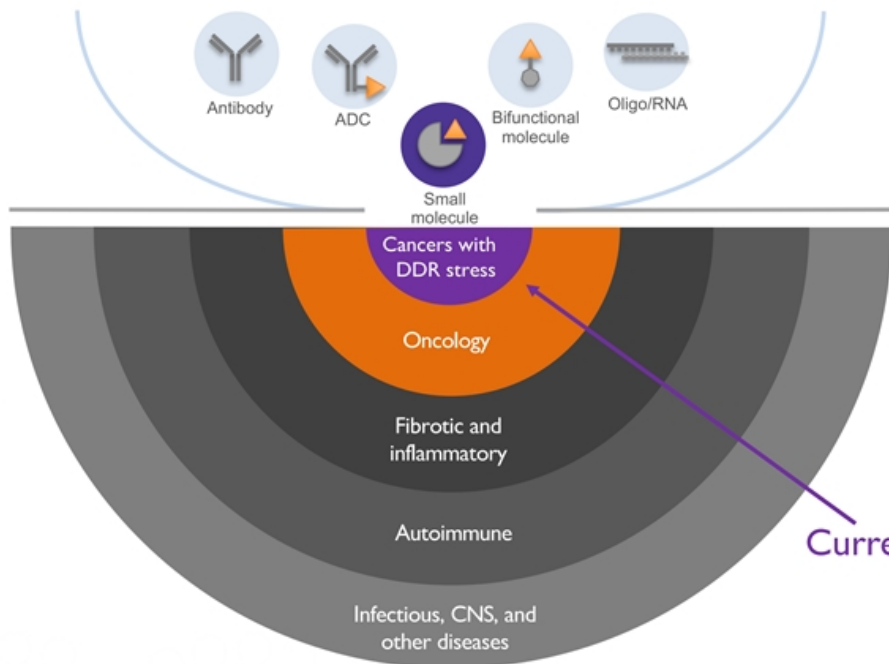 Antibody
ADC
Bifunctional
molecule
Oligo/RNA
Small
molecule
Cancers with
DDR stress
Oncology
Fibrotic and
inflammatory
Autoimmune
Curre
Infectious, CNS, and
other diseases